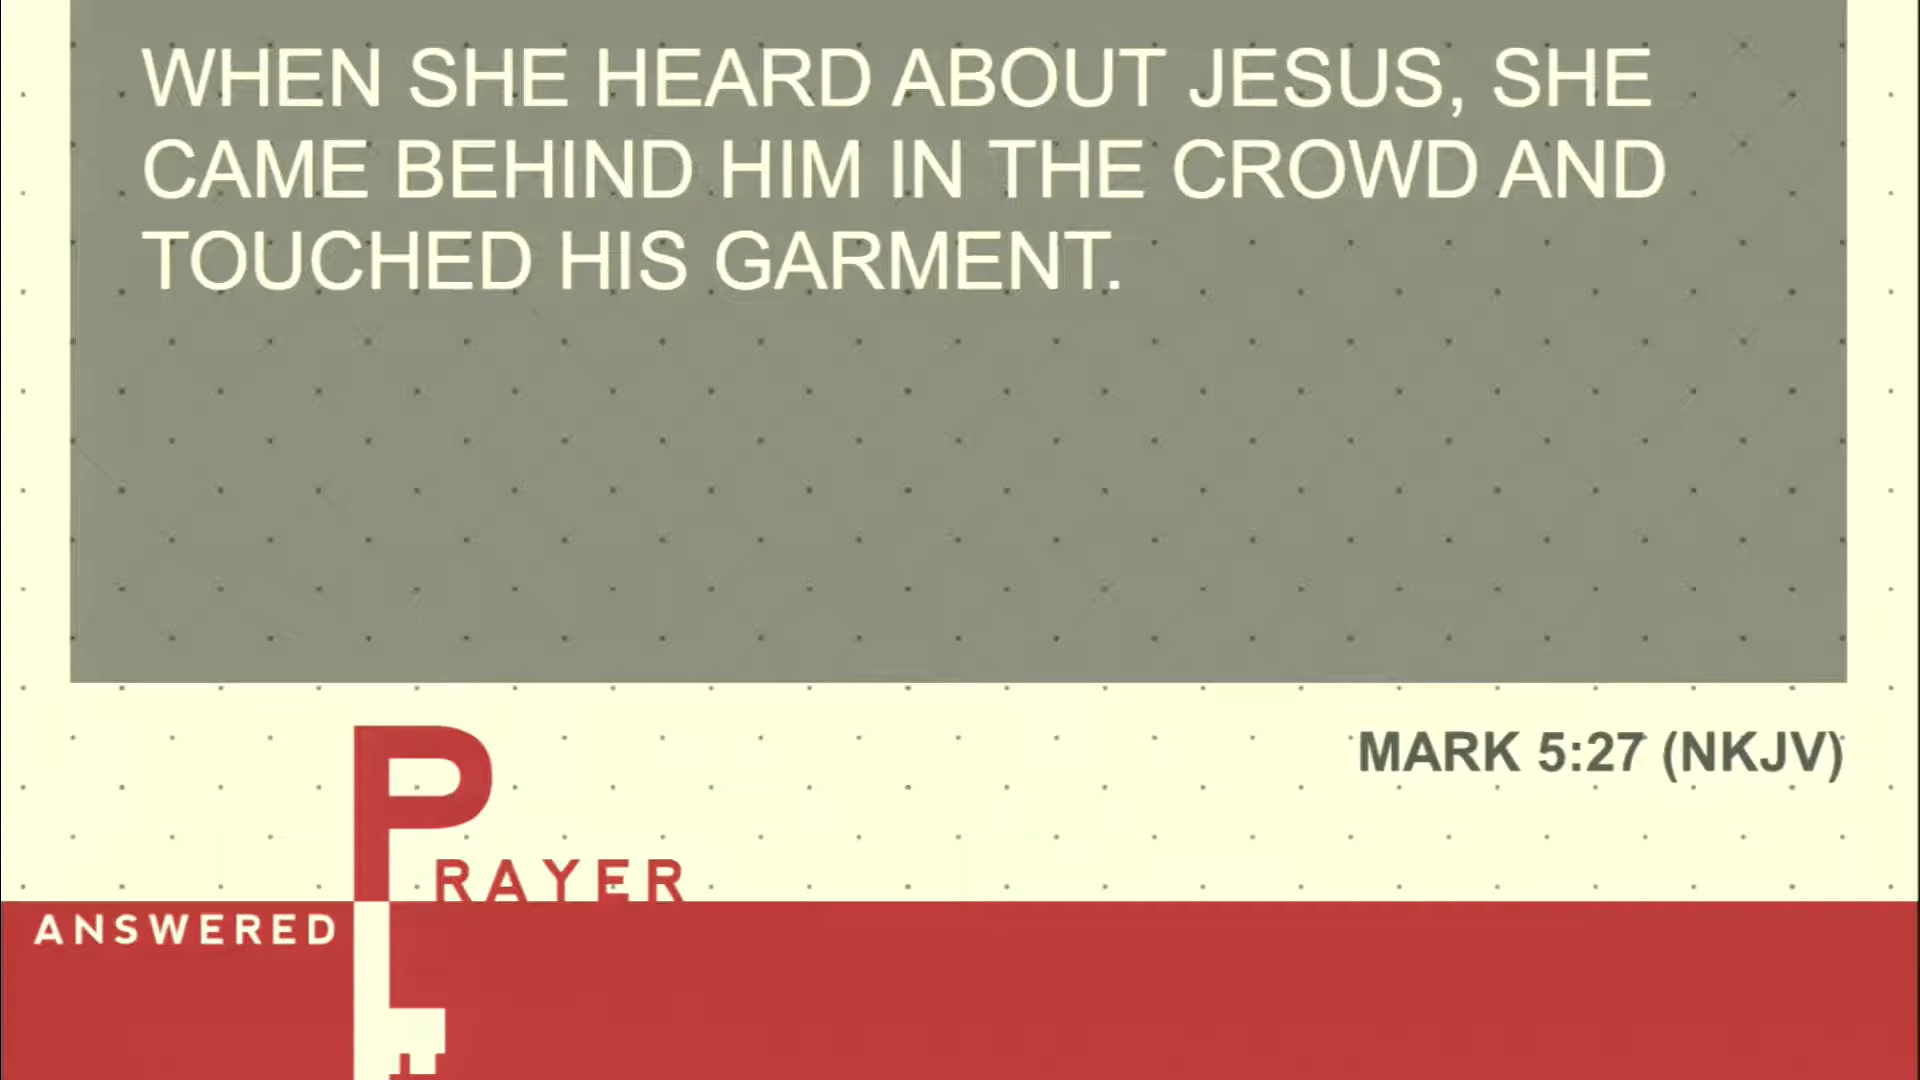 WHEN SHE HEARD ABOUT JESUS, SHE
CAME BEHIND HIM IN THE CROWD AND
TOUCHED HIS GARMENT.
MARK 5:27 (NKJV)
PRAYER
ANSWERED